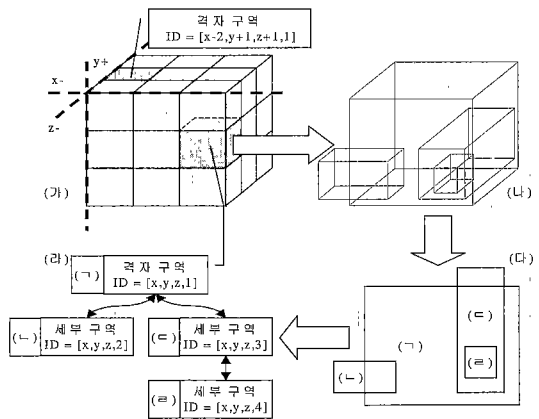 격자 구역
ID = [x-2,y+1,z+1,1]
y+
x-
z-
(가)
(나)
(다)
(라)
(ㄱ)
격자 구역
ID = [x,y,z,1]
(ㄴ)
세부 구역
ID = [x,y,z,2]
(ㄷ)
세부 구역
ID = [x,y,z,3]
(ㄹ)
세부 구역
ID = [x,y,z,4]
(ㄱ)
(ㄴ)
(ㄷ)
(ㄹ)